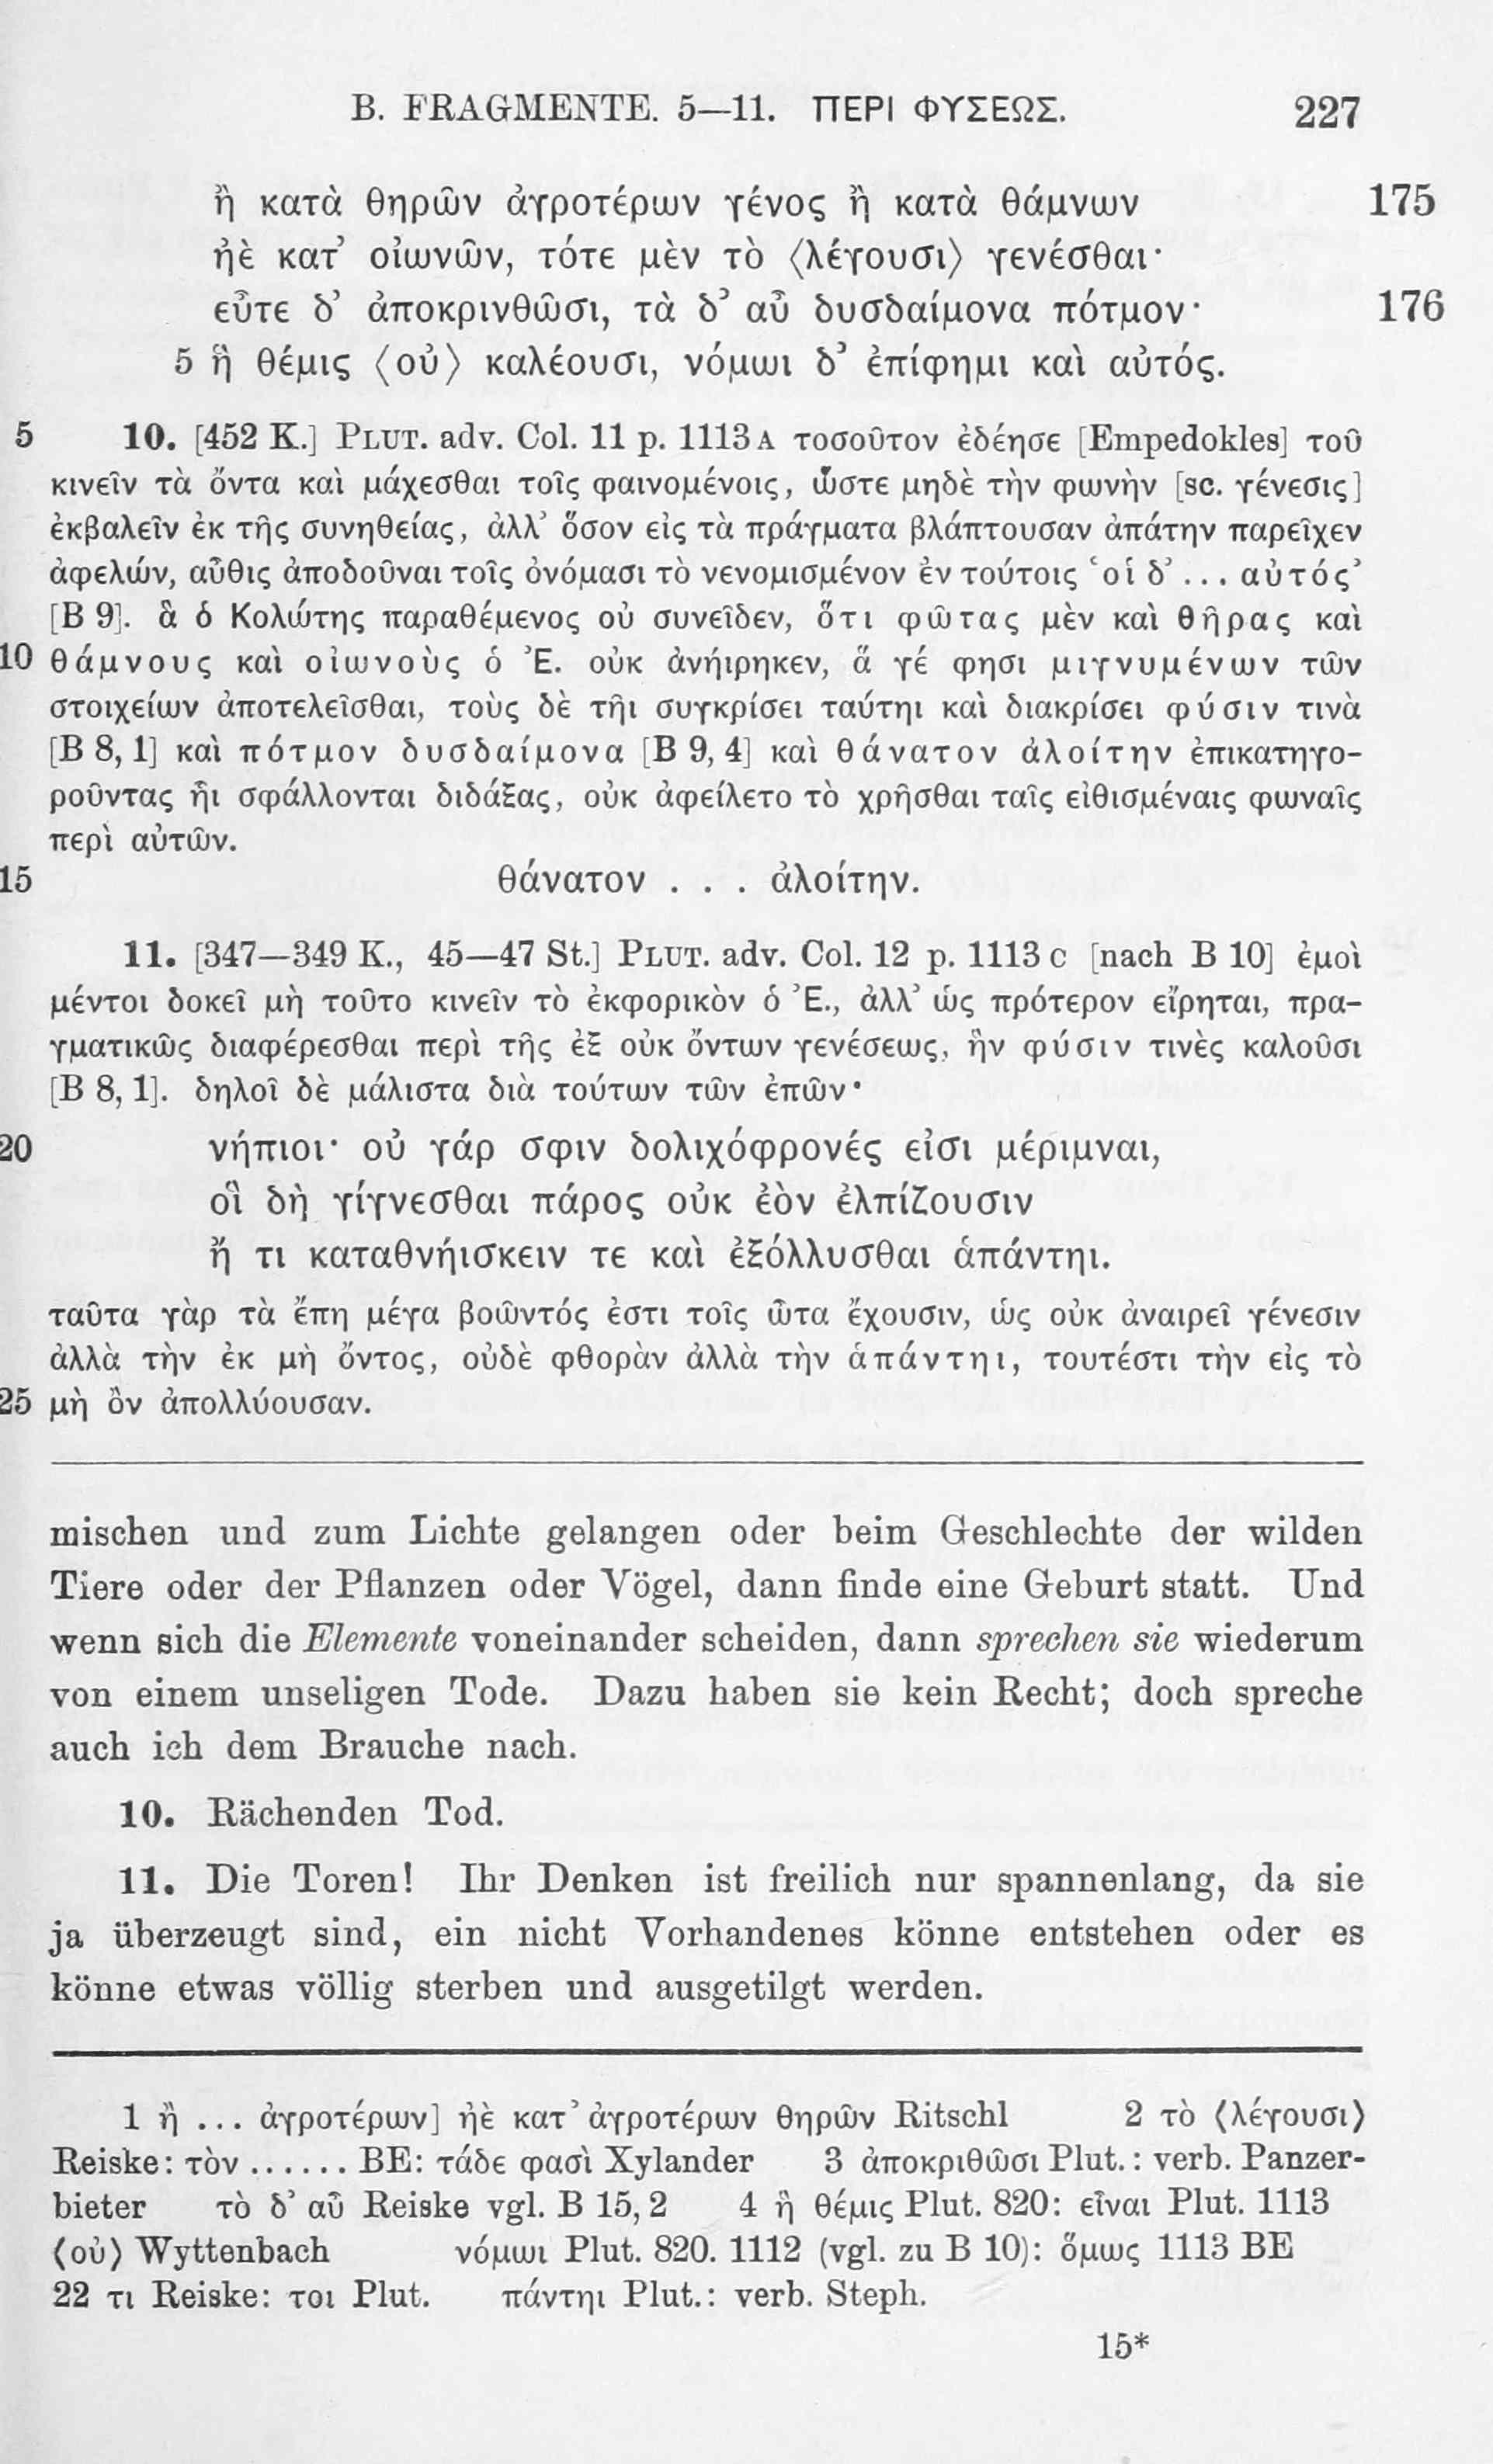 B. FRAGMENTE. 5—11. ΠΕΡΙ ΦΥΣΕΩΣ. 227
ἢ κατὰ θηρῶν ἀγροτέρων γένος ἢ κατὰ θάμνων 175
ἠὲ κατ’ οἰωνῶν, τότε μὲν τὸ ⟨λέγουσι⟩ γενέσθαι·
εὖτε δ’ ἀποκρινθῶσι, τὰ δ’ αὖ δυσδαίμονα πότμον· 176
5 ἣ θέμις ⟨οὐ⟩ καλέουσι, νόμωι δ’ ἐπίφημι καὶ αὐτός.
5 10. [452 K.] PLUT. adv. Col. 11 p. 1113 A τοσοῦτον ἐδέησε [Empedokles] τοῦ
κινεῖν τὰ ὄντα καὶ μάχεσθαι τοῖς φαινομένοις, ὥστε μηδὲ τὴν φωνὴν [sc. γένεσις]
ἐκβαλεῖν ἐκ τῆς συνηθείας, ἀλλ’ ὅσον εἰς τὰ πράγματα βλάπτουσαν ἀπάτην παρεῖχεν
ἀφελών, αὖθις ἀποδοῦναι τοῖς ὀνόμασι τὸ νενομισμένον ἐν τούτοις ‘οἱ δ’ ... αὐτός’
[B 9]. ἃ ὁ Κολώτης παραθέμενος οὐ συνεῖδεν, ὅτι φῶτας μὲν καὶ θῆρας καὶ
10 θάμνους καὶ οἰωνοὺς ὁ Ἐ. οὐκ ἀνήιρηκεν, ἅ γέ φησι μιγνυμένων τῶν
στοιχείων ἀποτελεῖσθαι, τοὺς δὲ τῆι συγκρίσει ταύτηι καὶ διακρίσει φύσιν τινὰ
[B 8, 1] καὶ πότμον δυσδαίμονα [B 9, 4] καὶ θάνατον ἀλοίτην ἐπικατηγο-
ροῦντας ἧι σφάλλονται διδάξας, οὐκ ἀφείλετο τὸ χρῆσθαι ταῖς εἰθισμέναις φωναῖς
περὶ αὐτῶν.
15 θάνατον . . . ἀλοίτην.
11. [347—349 K., 45—47 St.] PLUT. adv. Col. 12 p. 1113 C [nach B 10] ἐμοὶ
μέντοι δοκεῖ μὴ τοῦτο κινεῖν τὸ ἐκφορικὸν ὁ Ἐ., ἀλλ’ ὡς πρότερον εἴρηται, πρα-
γματικῶς διαφέρεσθαι περὶ τῆς ἐξ οὐκ ὄντων γενέσεως, ἣν φύσιν τινὲς καλοῦσι
[B 8, 1]. δηλοῖ δὲ μάλιστα διὰ τούτων τῶν ἐπῶν·
20 νήπιοι· οὐ γάρ σφιν δολιχόφρονές εἰσι μέριμναι,
οἳ δὴ γίγνεσθαι πάρος οὐκ ἐὸν ἐλπίζουσιν
ἤ τι καταθνήισκειν τε καὶ ἐξόλλυσθαι ἁπάντηι.
ταῦτα γὰρ τὰ ἔπη μέγα βοῶντός ἐστι τοῖς ὦτα ἔχουσιν, ὡς οὐκ ἀναιρεῖ γένεσιν
ἀλλὰ τὴν ἐκ μὴ ὄντος, οὐδὲ φθορὰν ἀλλὰ τὴν ἁπάντηι, τουτέστι τὴν εἰς τὸ
25 μὴ ὂν ἀπολλύουσαν.
mischen und zum Lichte gelangen oder beim Geschlechte der wilden
Tiere oder der Pflanzen oder Vögel, dann finde eine Geburt statt. Und
wenn sich die Elemente voneinander scheiden, dann sprechen sie wiederum
von einem unseligen Tode. Dazu haben sie kein Recht; doch spreche
auch ich dem Brauche nach.
10. Rächenden Tod.
11. Die Toren! Ihr Denken ist freilich nur spannenlang, da sie
ja überzeugt sind, ein nicht Vorhandenes könne entstehen oder es
könne etwas völlig sterben und ausgetilgt werden.
1 ἢ ... ἀγροτέρων] ἠὲ κατ’ ἀγροτέρων θηρῶν Ritschl 2 τὸ ⟨λέγουσι⟩
Reiske: τὸν ...... BE: τάδε φασὶ Xylander 3 ἀποκριθῶσι Plut.: verb. Panzer-
bieter τὸ δ’ αὖ Reiske vgl. B 15, 2 4 ἣ θέμις Plut. 820: εἶναι Plut. 1113
⟨οὐ⟩ Wyttenbach νόμωι Plut. 820. 1112 (vgl. zu B 10): ὅμως 1113 BE
22 τι Reiske: τοι Plut. πάντηι Plut.: verb. Steph.
15*